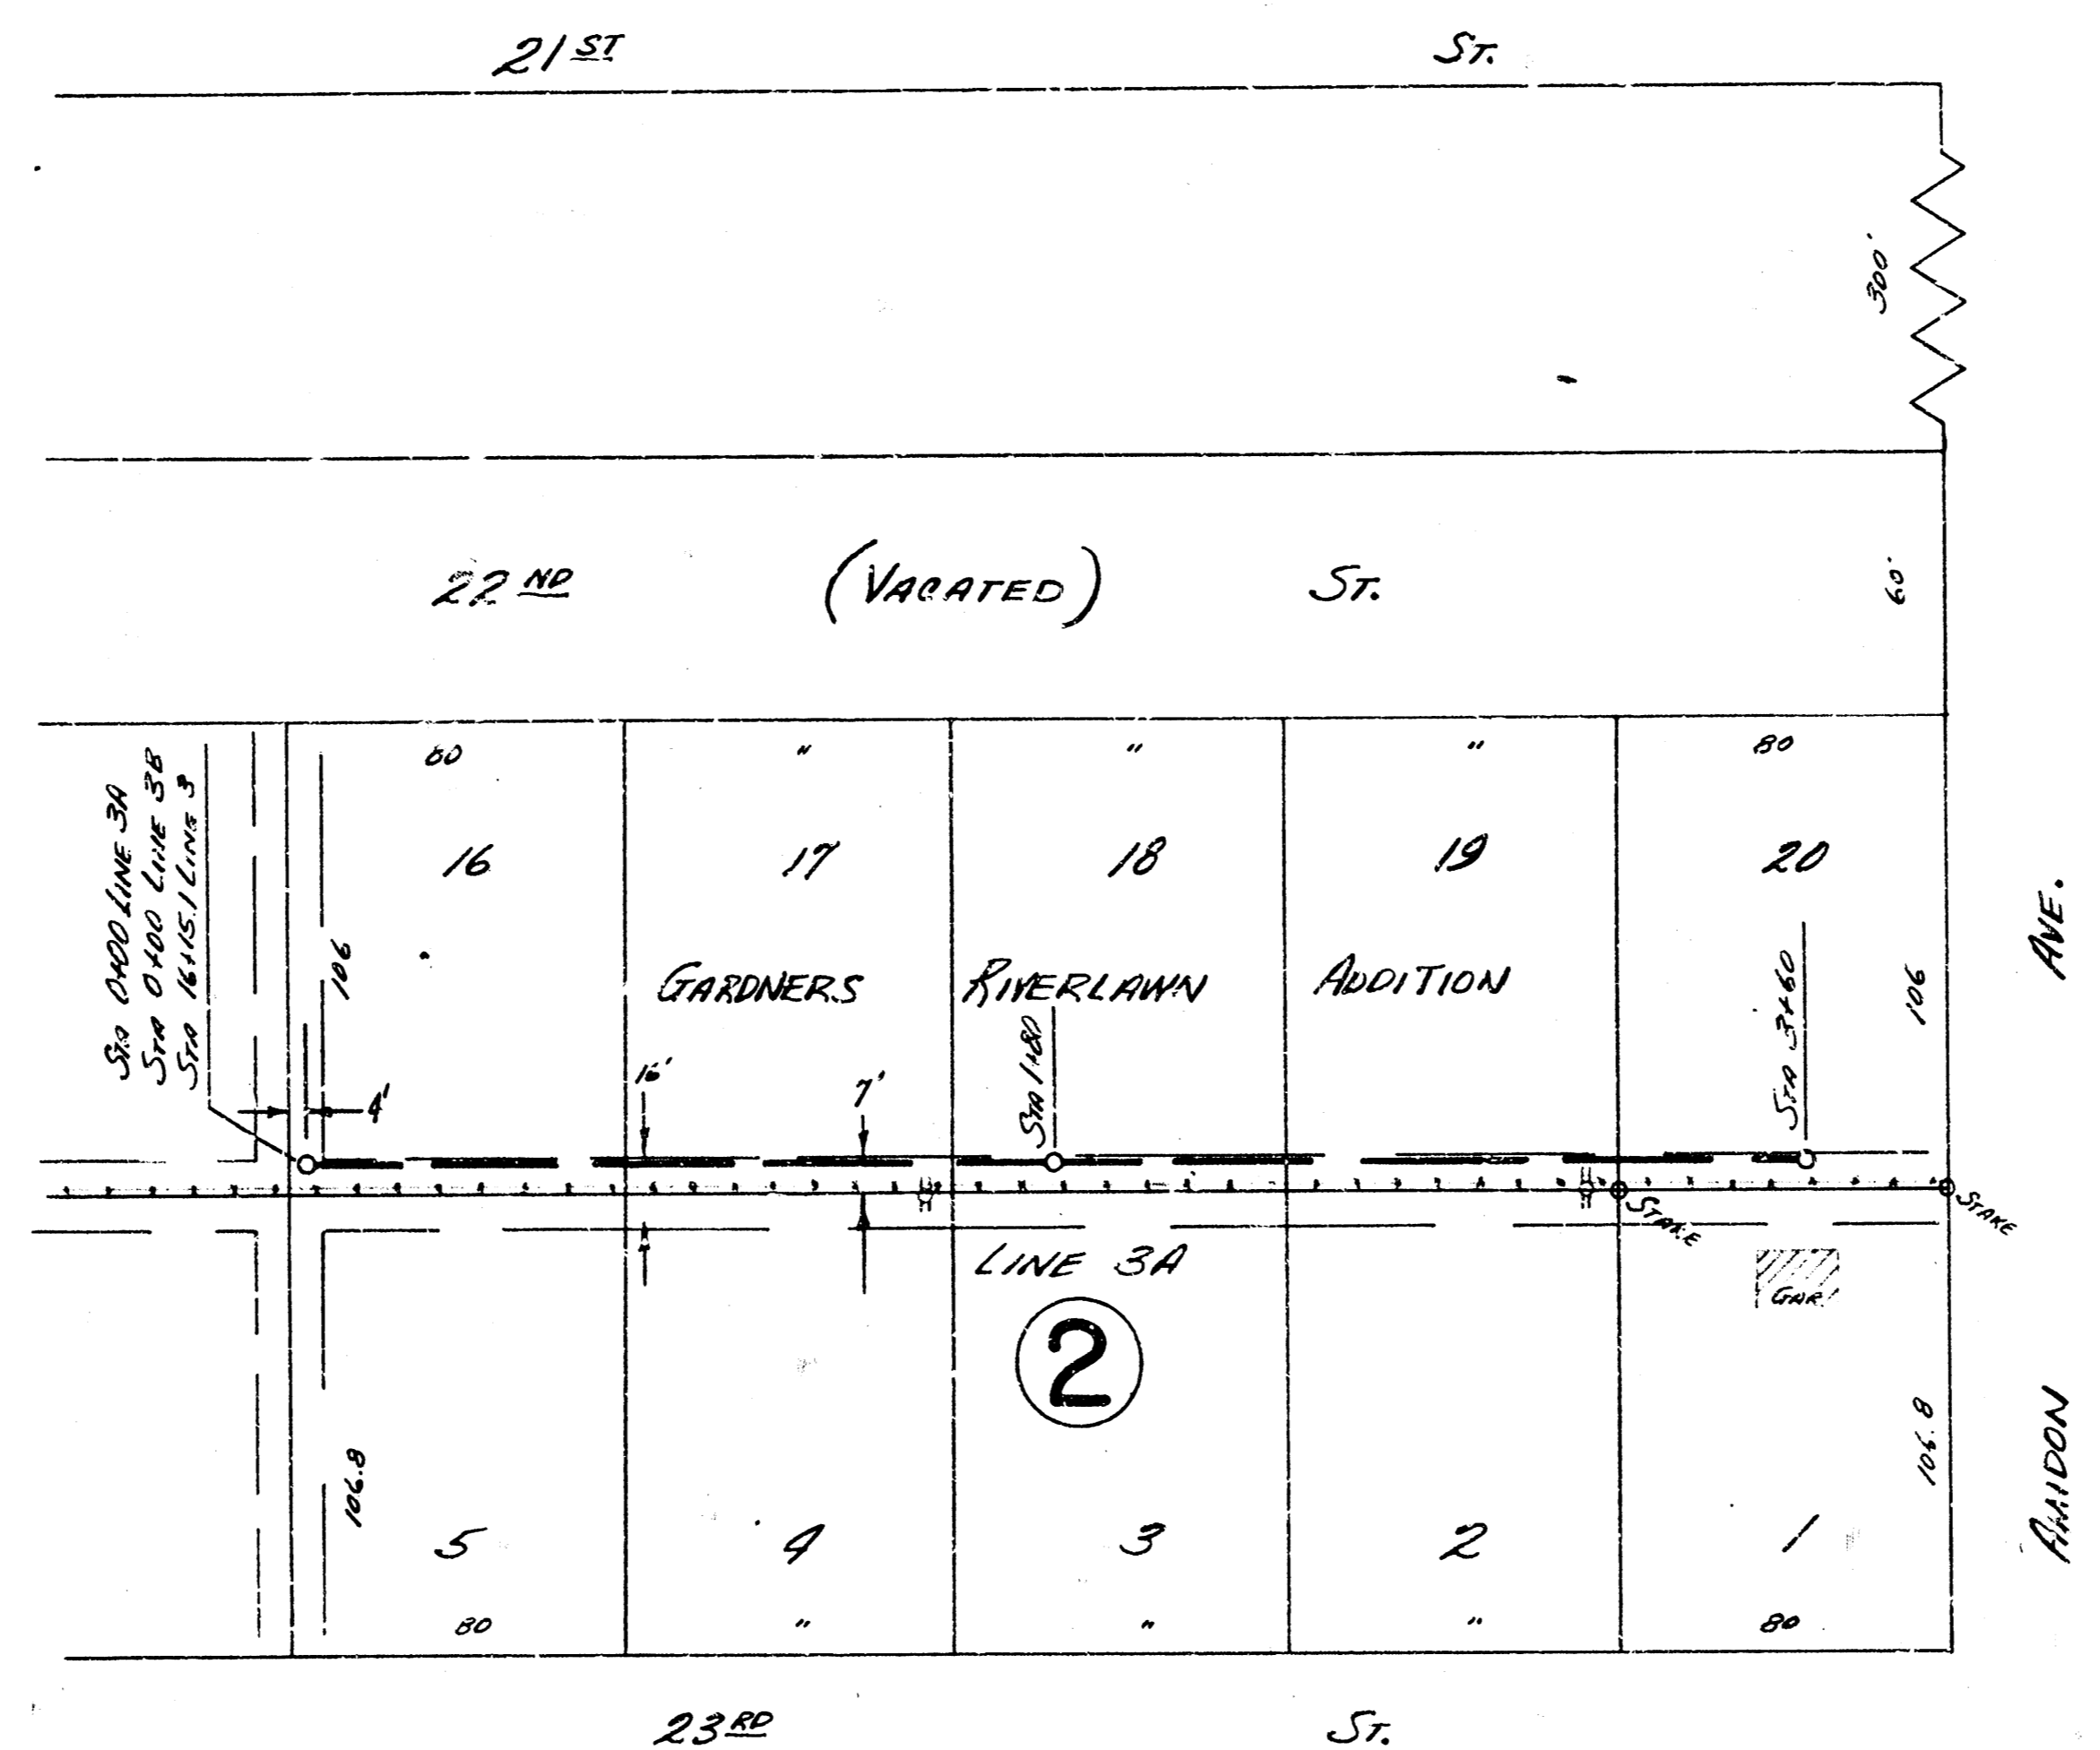 21ST ST.
300'
22ND (VACATED) ST.
60'
80 " " " 80
STA 0+00 LINE 3A
STA 0+00 LINE 3B
STA 16+15.1 LINE 3
16 17 18 19 20
106
GARDNERS RIVERLAWN ADDITION
106
AVE.
STA 1+80
STA 3+60
4'
16'
7'
STAKE
STAKE
LINE 3A
GAR.
2
106.8
106.8
AMIDON
5 4 3 2 1
80 " " " 80
23RD ST.